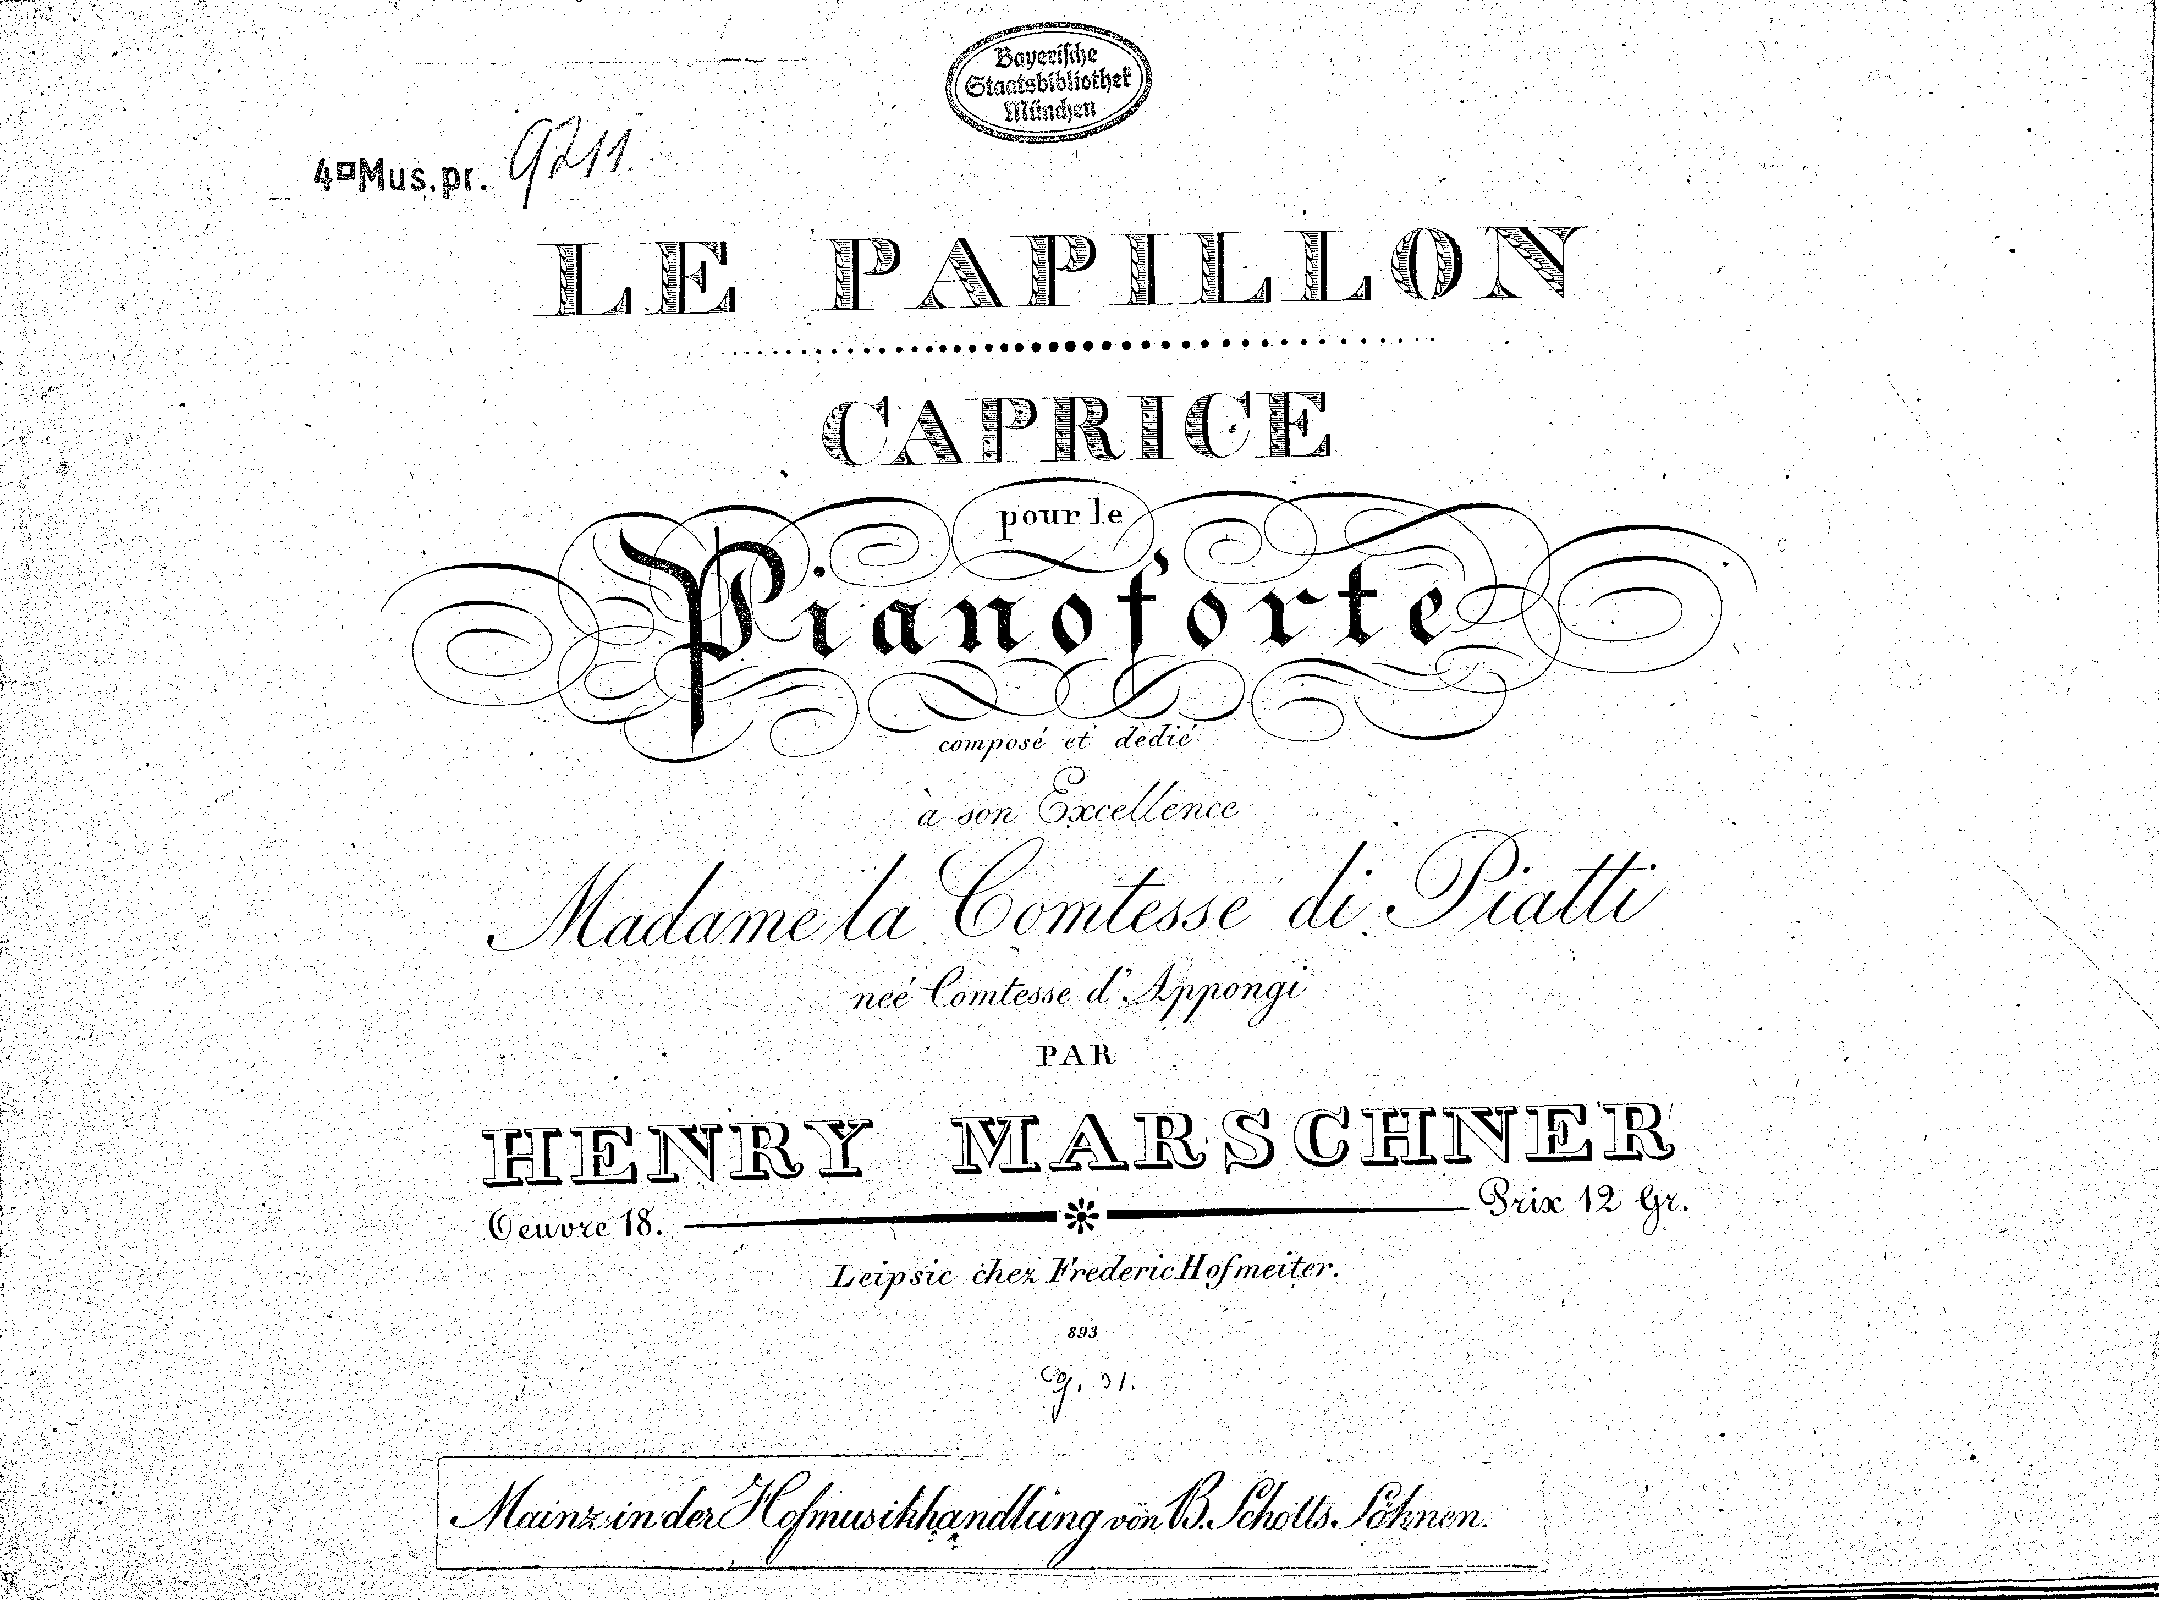 Bayerische
Staatsbibliothek
München
4¤Mus.pr. 9211.
LE PAPILLON
CAPRICE
pour le
Pianoforte
composé et dédié
à son Excellence
Madame la Comtesse di Piatti
neé Comtesse d'Appongi
PAR
HENRY MARSCHNER
Oeuvre 18. Prix 12 Gr.
Leipsic chez Frederic Hofmeiter.
893
Mainz in der Hofmusikhandlüng von B. Schotts Söhnen.